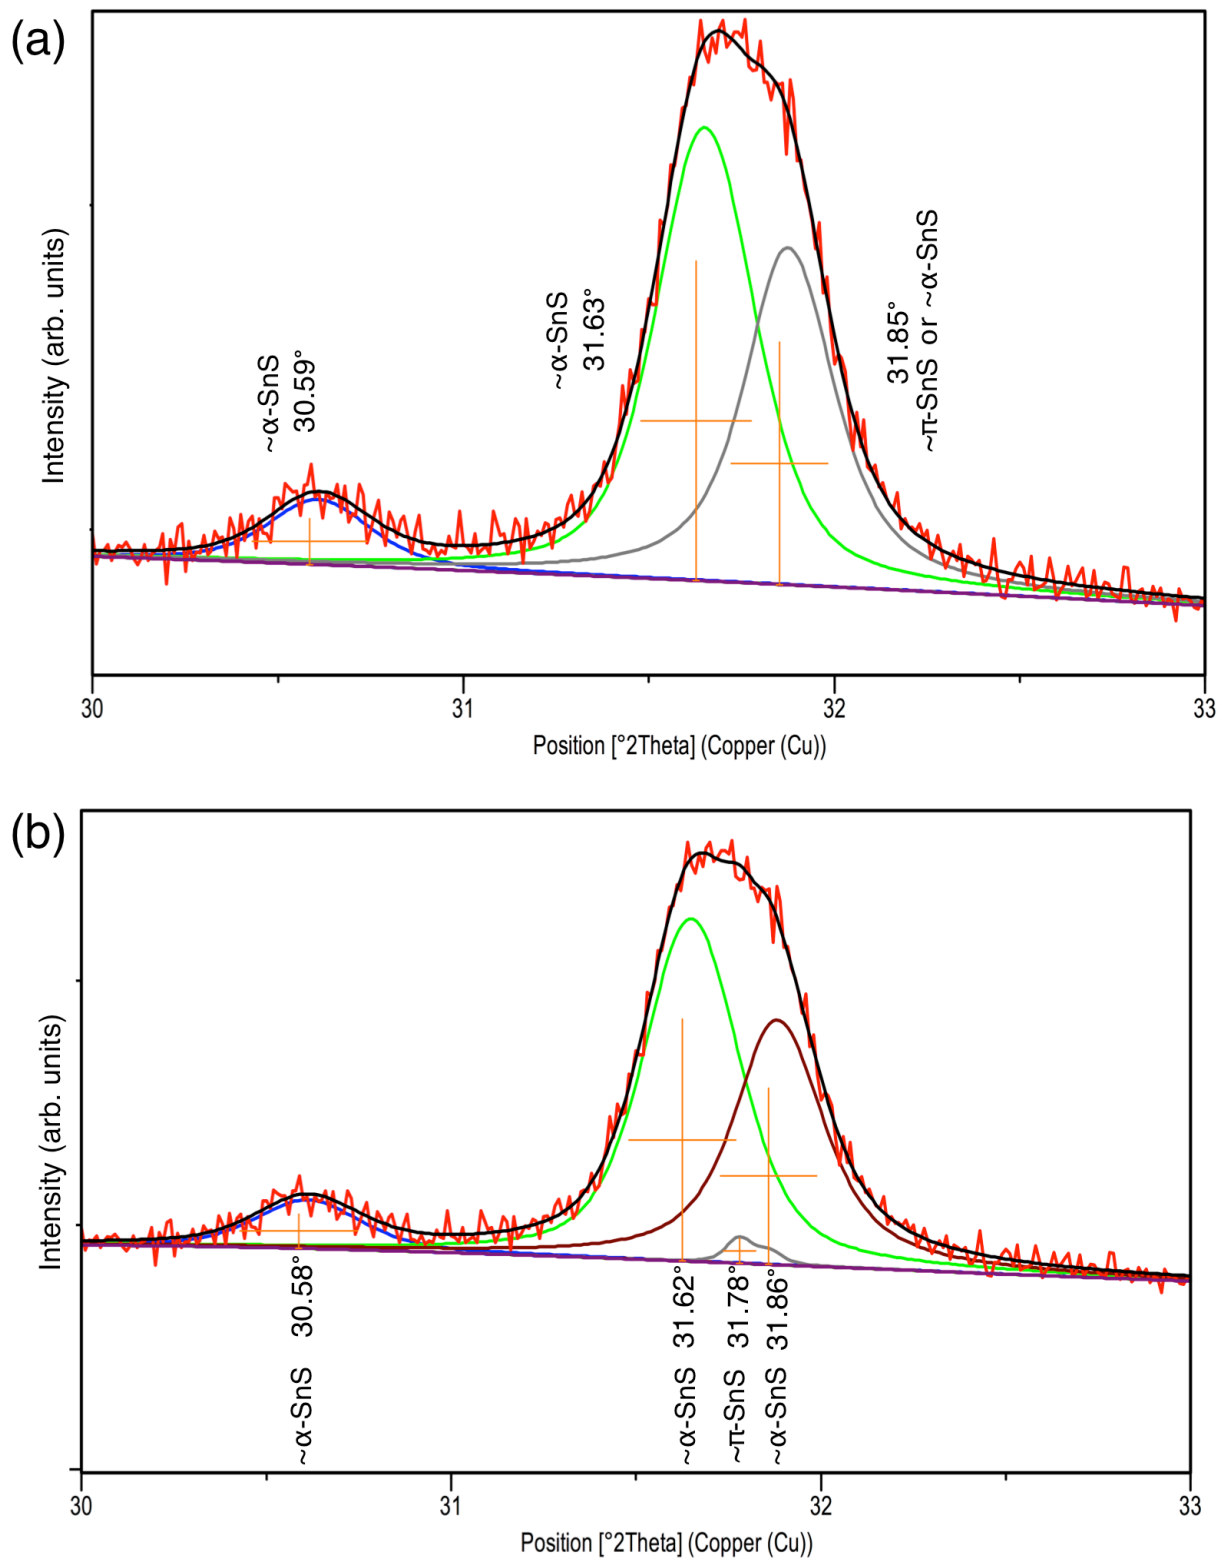 (a)
Intensity (arb. units)
~α-SnS
30.59°
~α-SnS
31.63°
31.85°
~π-SnS or ~α-SnS
30
31
32
33
Position [°2Theta] (Copper (Cu))
(b)
Intensity (arb. units)
~α-SnS 30.58°
~α-SnS 31.62°
~π-SnS 31.78°
~α-SnS 31.86°
30
31
32
33
Position [°2Theta] (Copper (Cu))